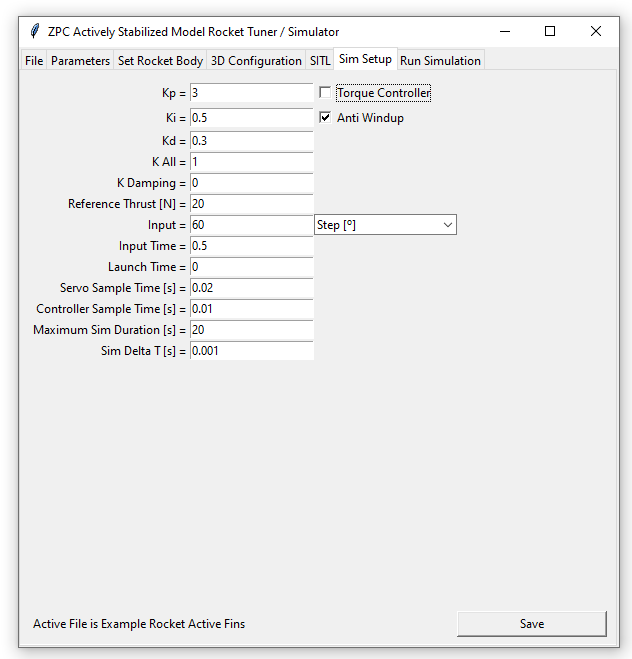 ZPC Actively Stabilized Model Rocket Tuner / Simulator
File Parameters Set Rocket Body 3D Configuration SITL Sim Setup Run Simulation
Kp = 3 Torque Controller
Ki = 0.5 Anti Windup
Kd = 0.3
K All = 1
K Damping = 0
Reference Thrust [N] = 20
Input = 60 Step [º]
Input Time = 0.5
Launch Time = 0
Servo Sample Time [s] = 0.02
Controller Sample Time [s] = 0.01
Maximum Sim Duration [s] = 20
Sim Delta T [s] = 0.001
Active File is Example Rocket Active Fins Save